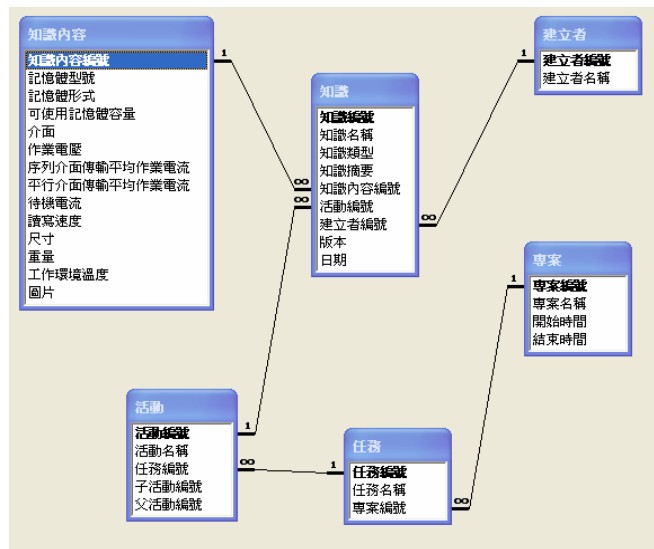 知識內容
知識內容編號
記憶體型號
記憶體形式
可使用記憶體容量
介面
作業電壓
序列介面傳輸平均作業電流
平行介面傳輸平均作業電流
待機電流
讀寫速度
尺寸
重量
工作環境溫度
圖片
1
∞
∞
知識
知識編號
知識名稱
知識類型
知識摘要
知識內容編號
活動編號
建立者編號
版本
日期
∞
1
建立者
建立者編號
建立者名稱
專案
1
專案編號
專案名稱
開始時間
結束時間
活動
活動編號
活動名稱
任務編號
子活動編號
父活動編號
1
∞
1
任務
任務編號
任務名稱
專案編號
∞